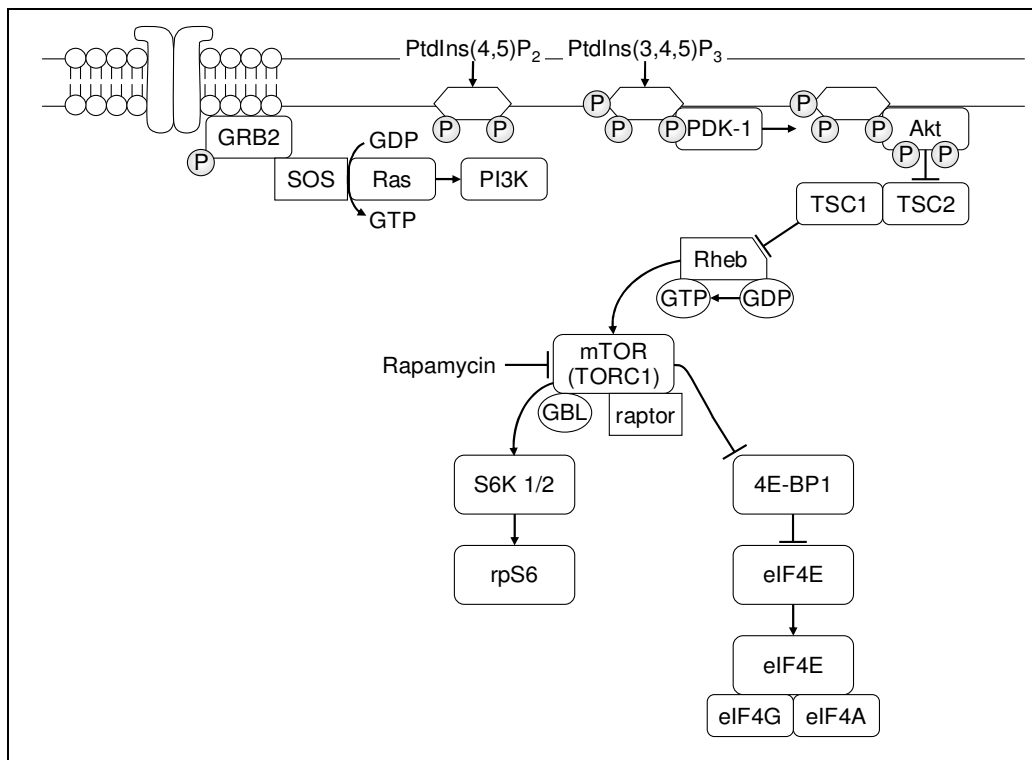 PtdIns(4,5)P2
PtdIns(3,4,5)P3
P
P
P
P
P
P
P
P
GRB2
P
PDK-1
Akt
P
P
SOS
GDP
Ras
GTP
PI3K
TSC1
TSC2
Rheb
GTP
GDP
Rapamycin
mTOR
(TORC1)
GBL
raptor
S6K 1/2
4E-BP1
rpS6
eIF4E
eIF4E
eIF4G
eIF4A